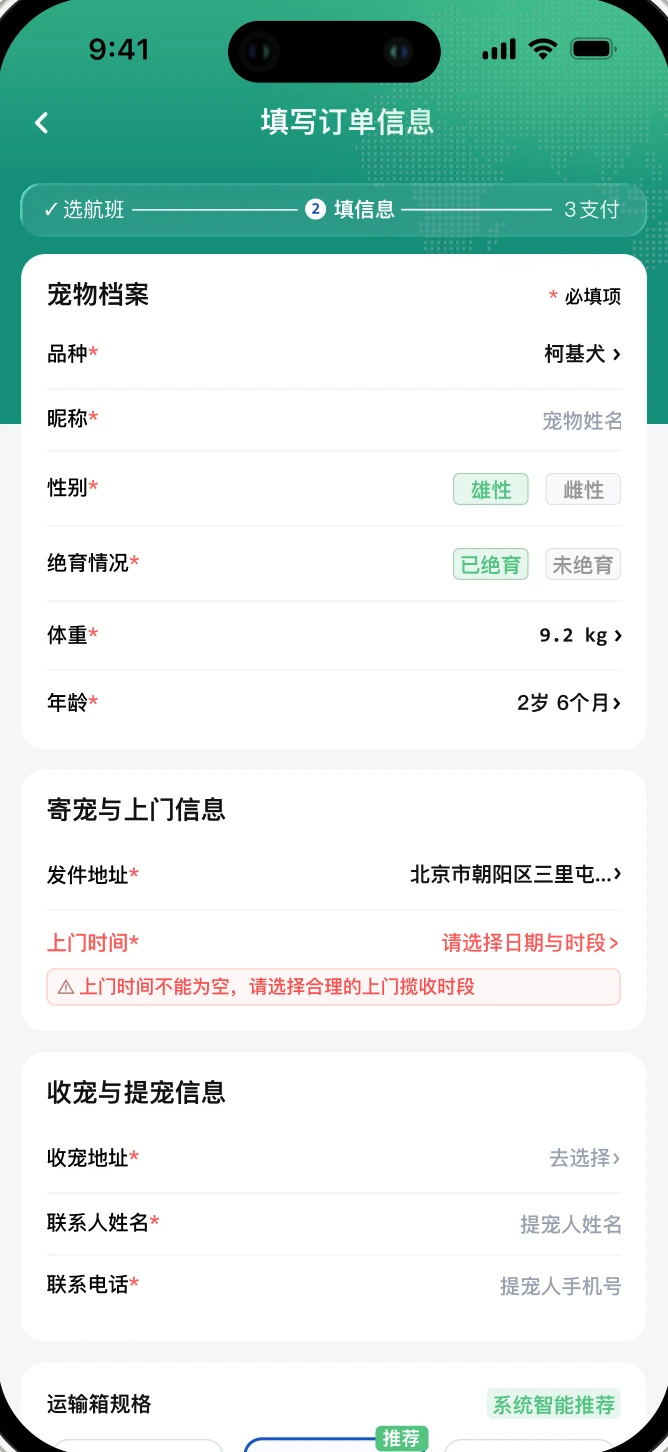 9:41
填写订单信息
✓选航班 2 填信息 3支付
宠物档案 * 必填项
品种* 柯基犬 ›
昵称* 宠物姓名
性别* 雄性 雌性
绝育情况* 已绝育 未绝育
体重* 9.2 kg ›
年龄* 2岁 6个月›
寄宠与上门信息
发件地址* 北京市朝阳区三里屯...›
上门时间* 请选择日期与时段>
⚠ 上门时间不能为空，请选择合理的上门揽收时段
收宠与提宠信息
收宠地址* 去选择›
联系人姓名* 提宠人姓名
联系电话* 提宠人手机号
运输箱规格 系统智能推荐
推荐